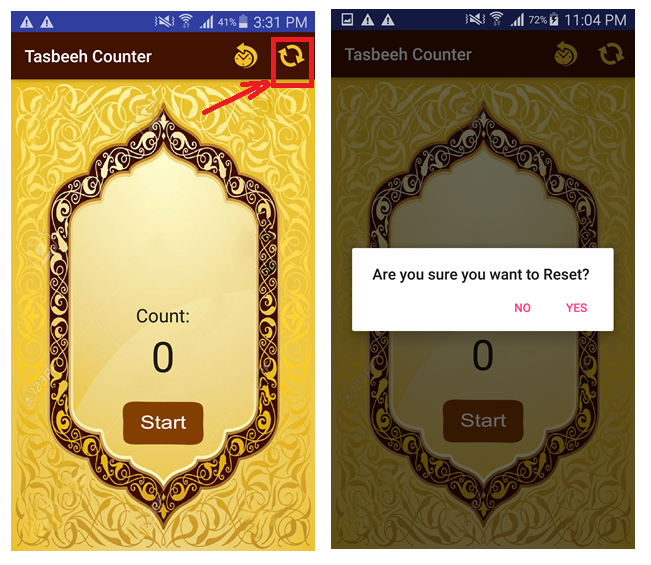 41% 3:31 PM
Tasbeeh Counter
Count:
0
Start
72% 11:04 PM
Tasbeeh Counter
Are you sure you want to Reset?
NO YES
0
Start